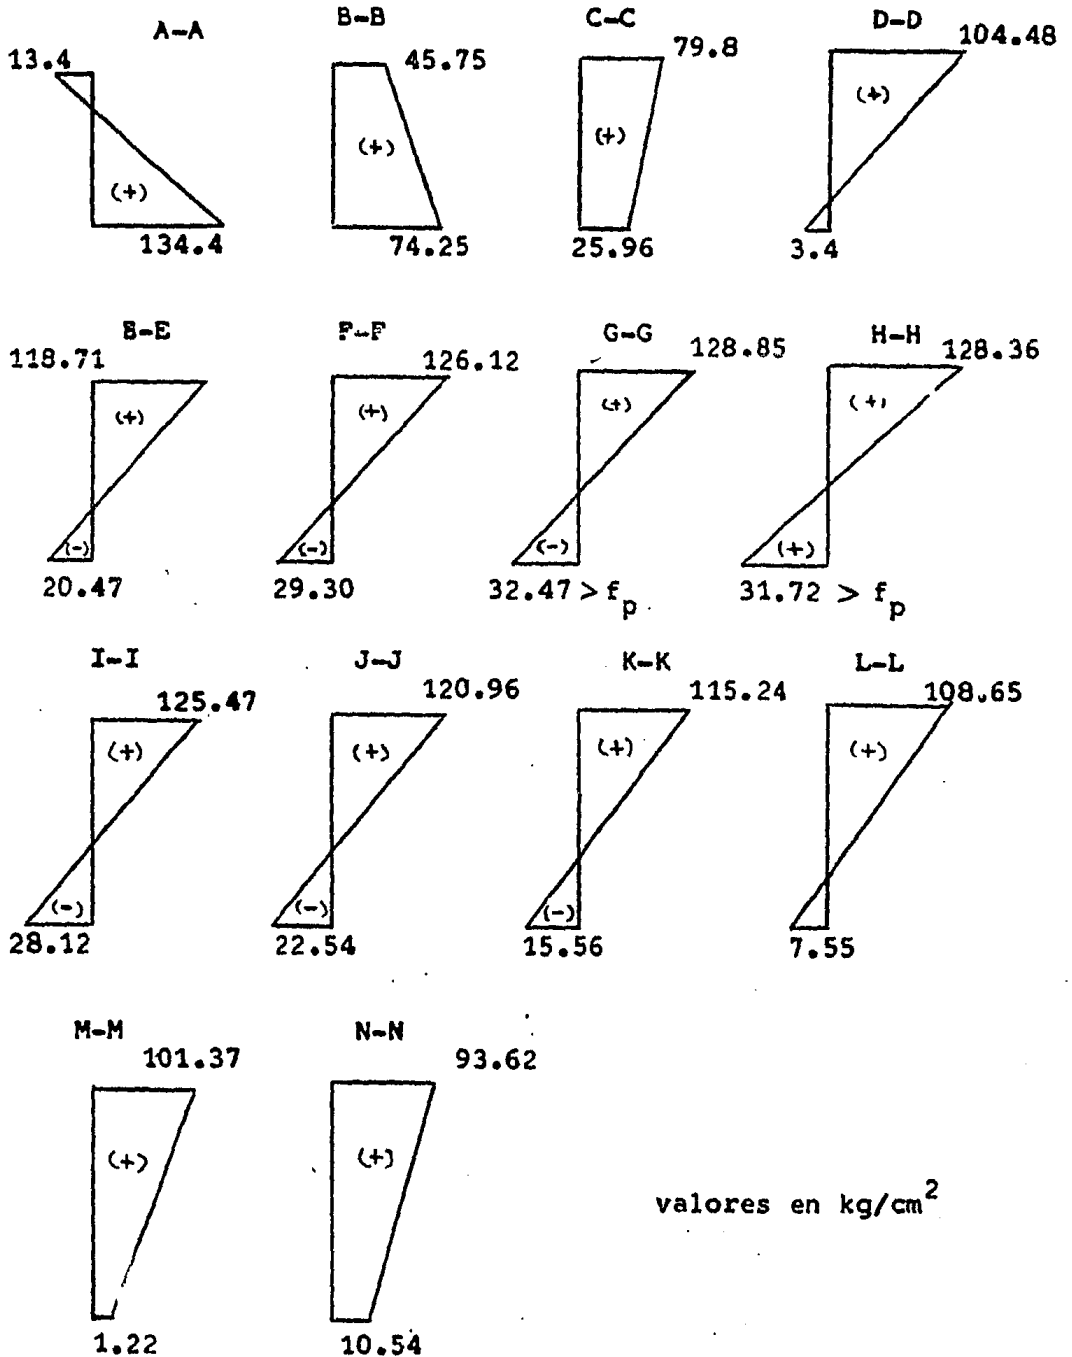 A-A B-B C-C D-D
13.4 45.75 79.8 104.48
(+) (+) (+) (+)
134.4 74.25 25.96 3.4
E-E F-F G-G H-H
118.71 126.12 128.85 128.36
(+) (+) (+) (+)
(-) (-) (-) (+)
20.47 29.30 32.47 > fp 31.72 > fp
I-I J-J K-K L-L
125.47 120.96 115.24 108.65
(+) (+) (+) (+)
(-) (-) (-)
28.12 22.54 15.56 7.55
M-M N-N
101.37 93.62
(+) (+)
valores en kg/cm2
1.22 10.54